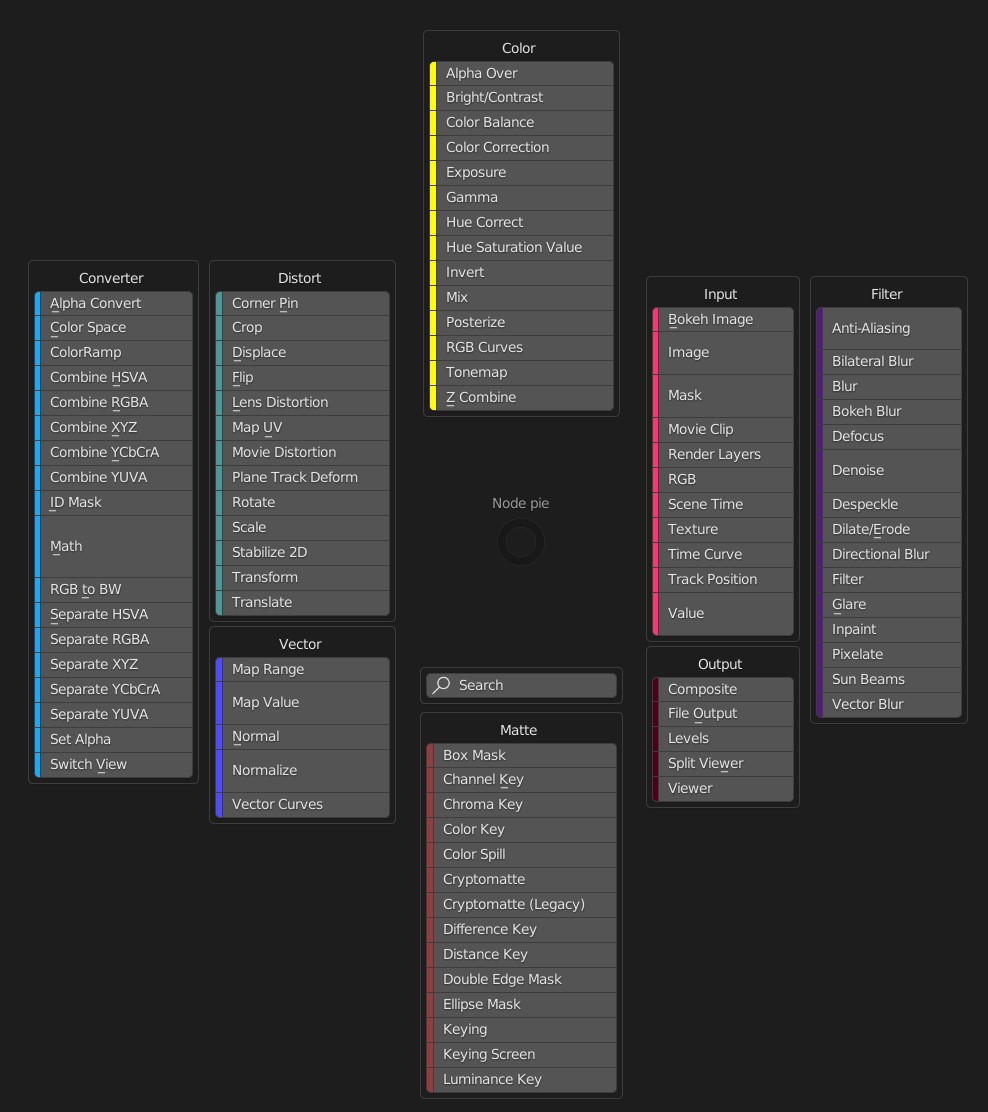 Color
Alpha Over
Bright/Contrast
Color Balance
Color Correction
Exposure
Gamma
Hue Correct
Hue Saturation Value
Invert
Mix
Posterize
RGB Curves
Tonemap
Z Combine
Converter
Alpha Convert
Color Space
ColorRamp
Combine HSVA
Combine RGBA
Combine XYZ
Combine YCbCrA
Combine YUVA
ID Mask
Math
RGB to BW
Separate HSVA
Separate RGBA
Separate XYZ
Separate YCbCrA
Separate YUVA
Set Alpha
Switch View
Distort
Corner Pin
Crop
Displace
Flip
Lens Distortion
Map UV
Movie Distortion
Plane Track Deform
Rotate
Scale
Stabilize 2D
Transform
Translate
Vector
Map Range
Map Value
Normal
Normalize
Vector Curves
Node pie
Search
Matte
Box Mask
Channel Key
Chroma Key
Color Key
Color Spill
Cryptomatte
Cryptomatte (Legacy)
Difference Key
Distance Key
Double Edge Mask
Ellipse Mask
Keying
Keying Screen
Luminance Key
Input
Bokeh Image
Image
Mask
Movie Clip
Render Layers
RGB
Scene Time
Texture
Time Curve
Track Position
Value
Output
Composite
File Output
Levels
Split Viewer
Viewer
Filter
Anti-Aliasing
Bilateral Blur
Blur
Bokeh Blur
Defocus
Denoise
Despeckle
Dilate/Erode
Directional Blur
Filter
Glare
Inpaint
Pixelate
Sun Beams
Vector Blur